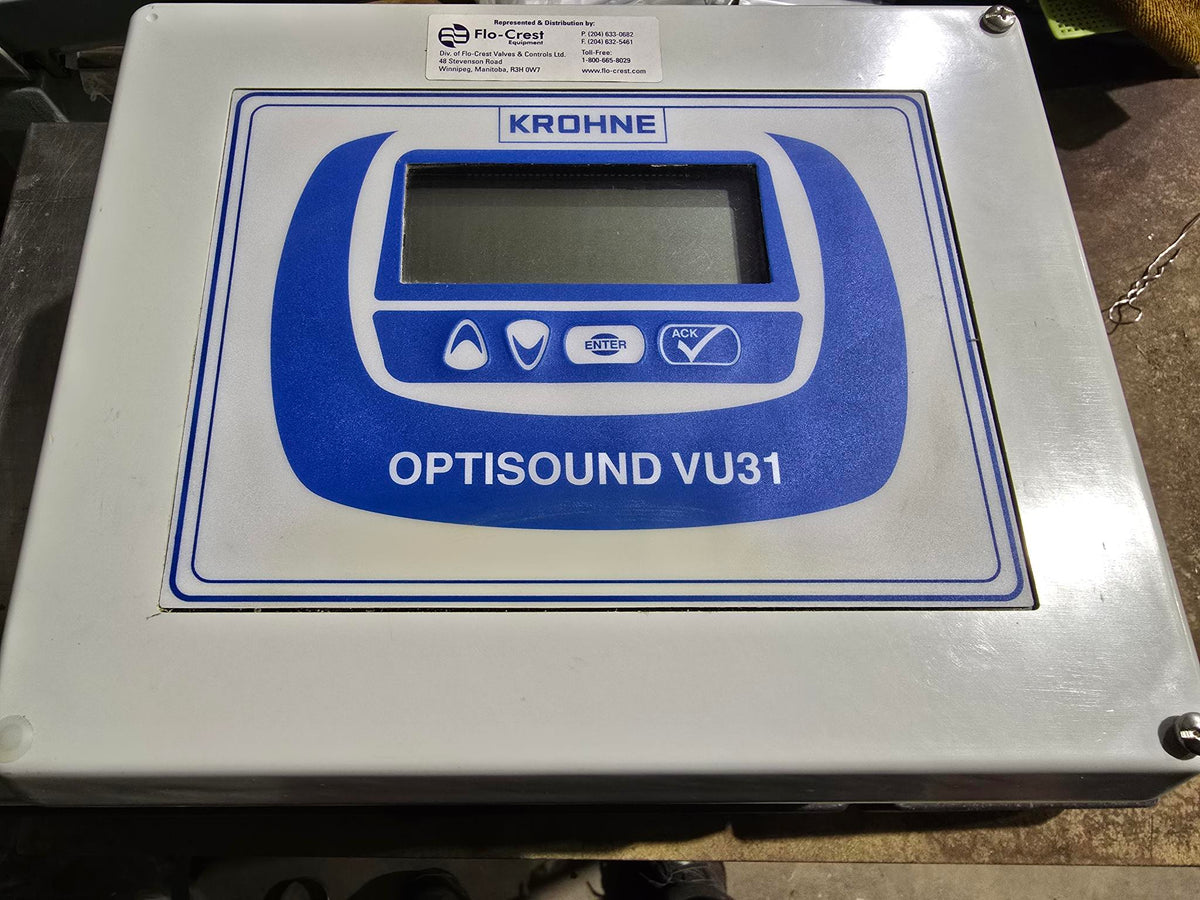 Represented & Distribution by:
Flo-Crest
Equipment
Div. of Flo-Crest Valves & Controls Ltd.
48 Stevenson Road
Winnipeg, Manitoba, R3H 0W7
P. (204) 633-0682
F. (204) 632-5461
Toll-Free:
1-800-665-8029
www.flo-crest.com
KROHNE
ENTER
ACK
OPTISOUND VU31